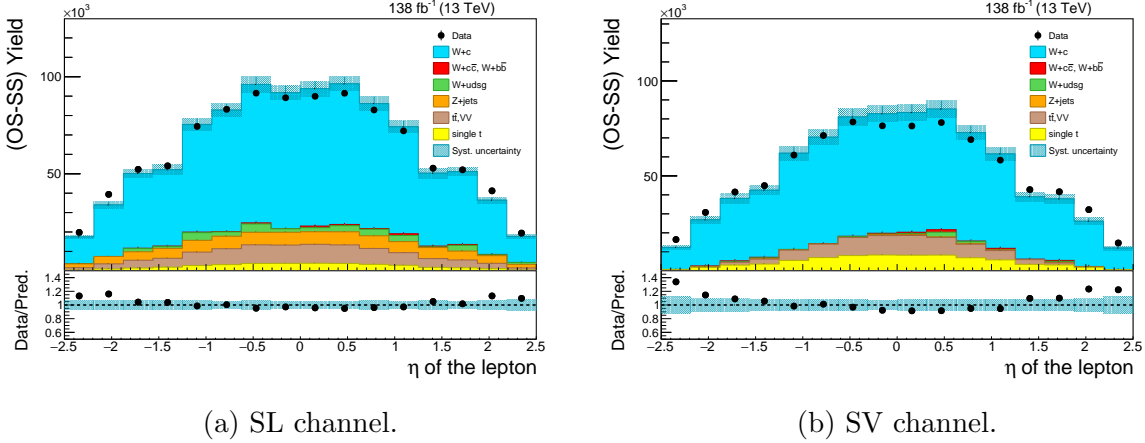 138 fb⁻¹ (13 TeV)
×10³
(OS-SS) Yield
100
50
Data
W+c
W+cc̄, W+bb̄
W+udsg
Z+jets
tt̄,VV
single t
Syst. uncertainty
Data/Pred.
1.4
1.2
1
0.8
0.6
−2.5 −2 −1.5 −1 −0.5 0 0.5 1 1.5 2 2.5
η of the lepton
(a) SL channel.
138 fb⁻¹ (13 TeV)
×10³
(OS-SS) Yield
100
50
Data
W+c
W+cc̄, W+bb̄
W+udsg
Z+jets
tt̄,VV
single t
Syst. uncertainty
Data/Pred.
1.4
1.2
1
0.8
0.6
−2.5 −2 −1.5 −1 −0.5 0 0.5 1 1.5 2 2.5
η of the lepton
(b) SV channel.